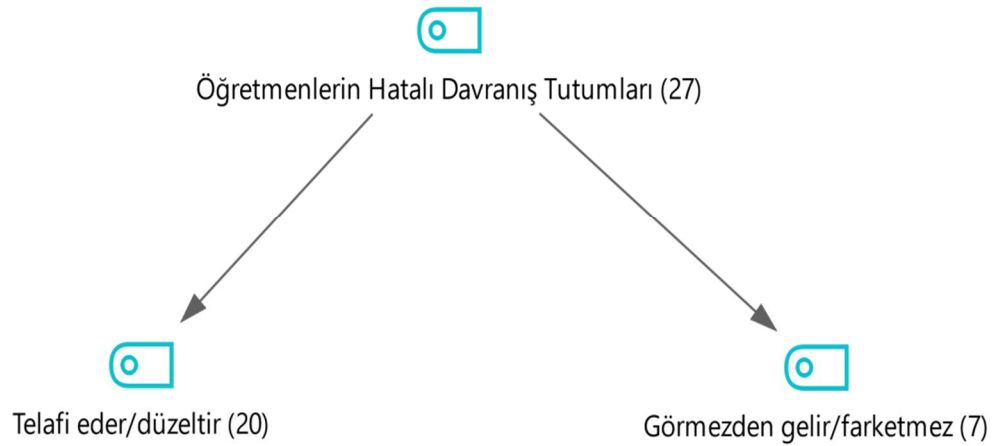 Öğretmenlerin Hatalı Davranış Tutumları (27)
Telafi eder/düzeltir (20)
Görmezden gelir/farketmez (7)